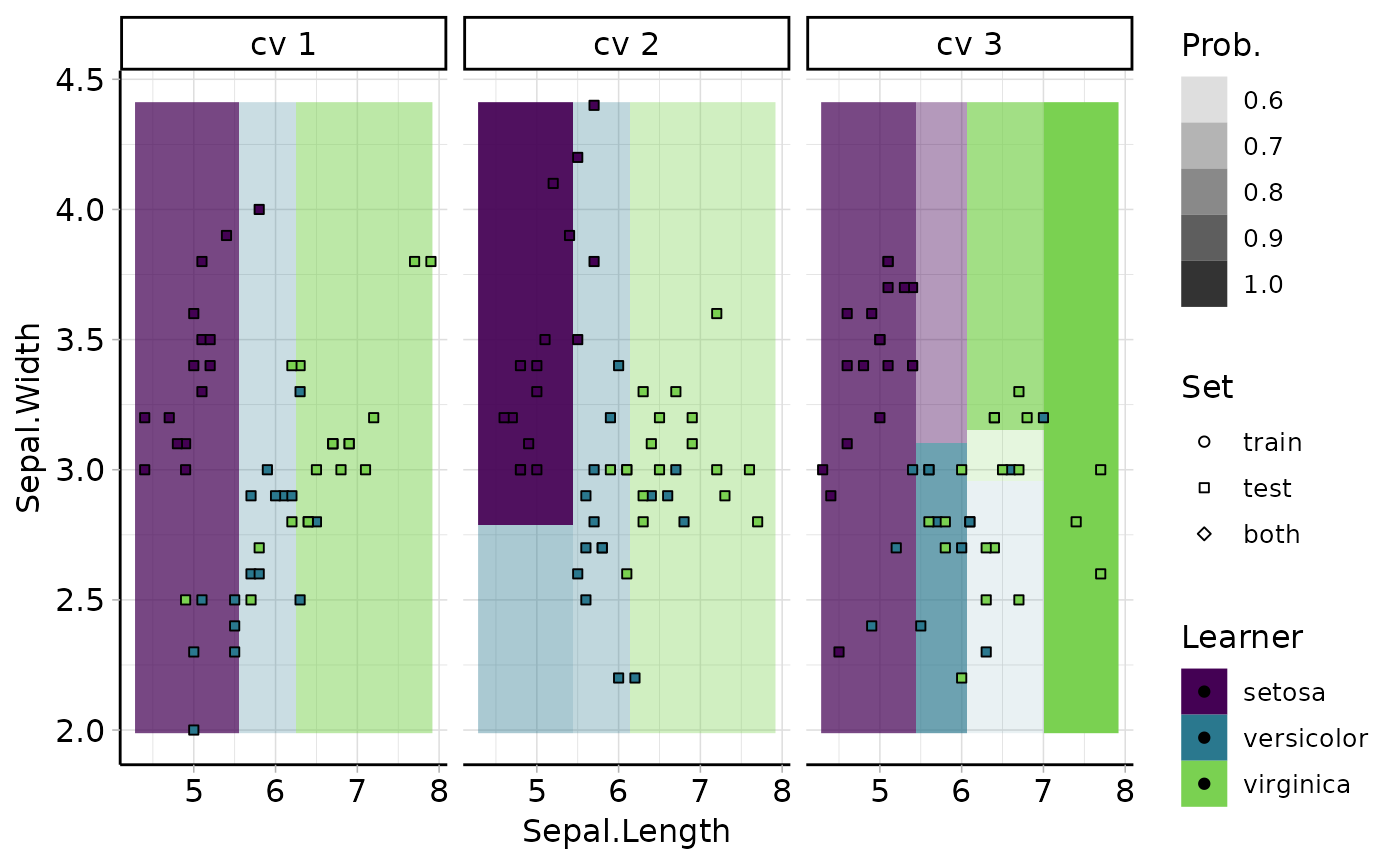 cv 1
cv 2
cv 3
4.5
4.0
3.5
3.0
2.5
2.0
Sepal.Width
5 6 7 8
5 6 7 8
5 6 7 8
Sepal.Length
Prob.
0.6
0.7
0.8
0.9
1.0
Set
train
test
both
Learner
setosa
versicolor
virginica